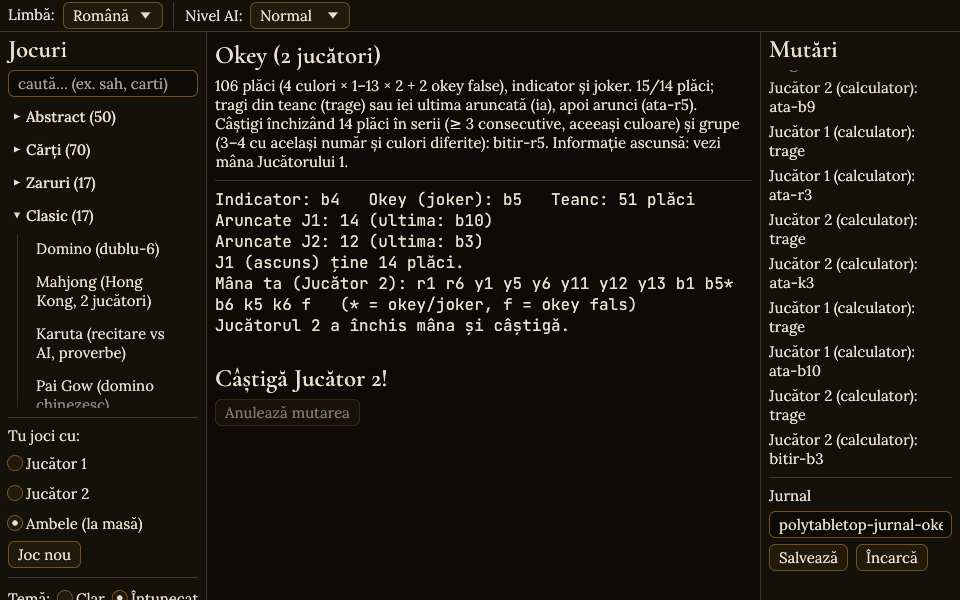 Limbă: Română ▼ Nivel AI: Normal ▼
Jocuri
caută... (ex. sah, carti)
▸ Abstract (50)
▸ Cărți (70)
▸ Zaruri (17)
▾ Clasic (17)
Domino (dublu-6)
Mahjong (Hong
Kong, 2 jucători)
Karuta (recitare vs
AI, proverbe)
Pai Gow (domino
chinezesc)
Tu joci cu:
Jucător 1
Jucător 2
Ambele (la masă)
Joc nou
Temă: Clar Întunecat
Okey (2 jucători)
106 plăci (4 culori × 1–13 × 2 + 2 okey false), indicator și joker. 15/14 plăci;
tragi din teanc (trage) sau iei ultima aruncată (ia), apoi arunci (ata-r5).
Câștigi închizând 14 plăci în serii (≥ 3 consecutive, aceeași culoare) și grupe
(3–4 cu același număr și culori diferite): bitir-r5. Informație ascunsă: vezi
mâna Jucătorului 1.
Indicator: b4 Okey (joker): b5 Teanc: 51 plăci
Aruncate J1: 14 (ultima: b10)
Aruncate J2: 12 (ultima: b3)
J1 (ascuns) ține 14 plăci.
Mâna ta (Jucător 2): r1 r6 y1 y5 y6 y11 y12 y13 b1 b5*
b6 k5 k6 f (* = okey/joker, f = okey fals)
Jucătorul 2 a închis mâna și câștigă.
Câștigă Jucător 2!
Anulează mutarea
Mutări
Jucător 2 (calculator):
ata-b9
Jucător 1 (calculator):
trage
Jucător 1 (calculator):
ata-r3
Jucător 2 (calculator):
trage
Jucător 2 (calculator):
ata-k3
Jucător 1 (calculator):
trage
Jucător 1 (calculator):
ata-b10
Jucător 2 (calculator):
trage
Jucător 2 (calculator):
bitir-b3
Jurnal
polytabletop-jurnal-oke
Salvează Încarcă